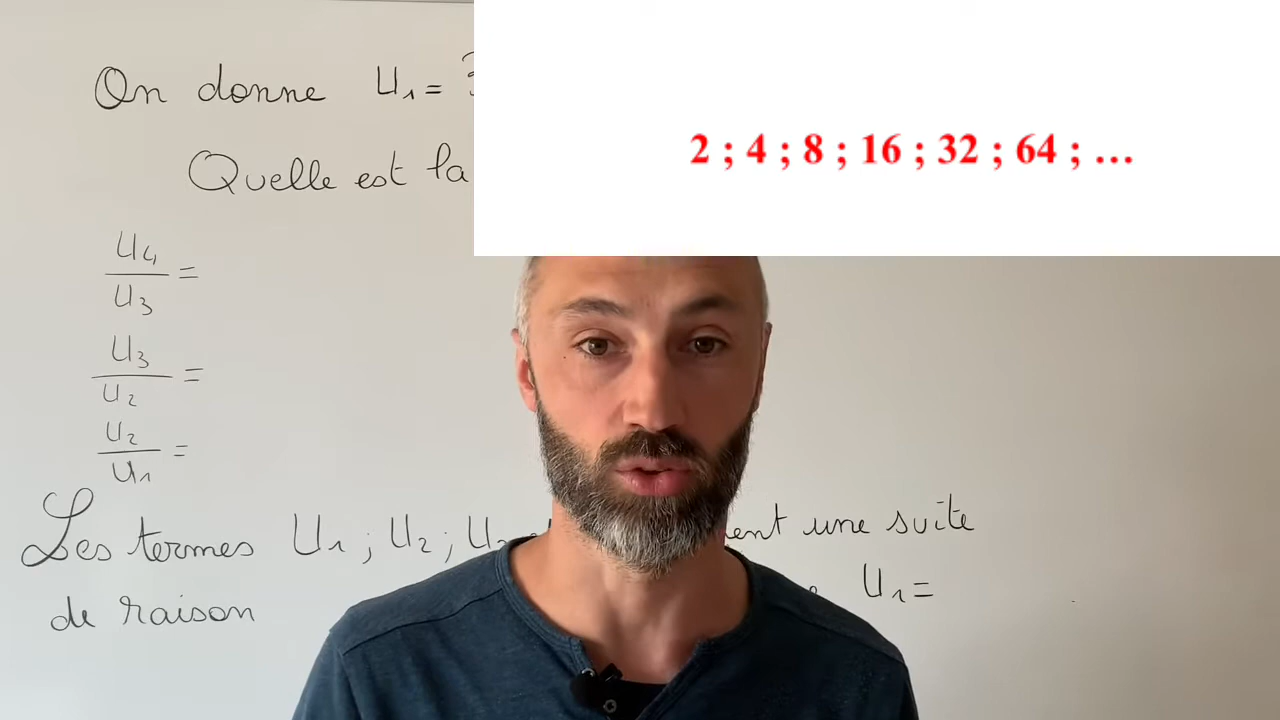 On donne U₁ =
Quelle est la
2 ; 4 ; 8 ; 16 ; 32 ; 64 ; ...
U₄
U₃ =
U₃
U₂ =
U₂
U₁ =
Les termes U₁ ; U₂ ; U₃ ent une suite
de raison U₁ =